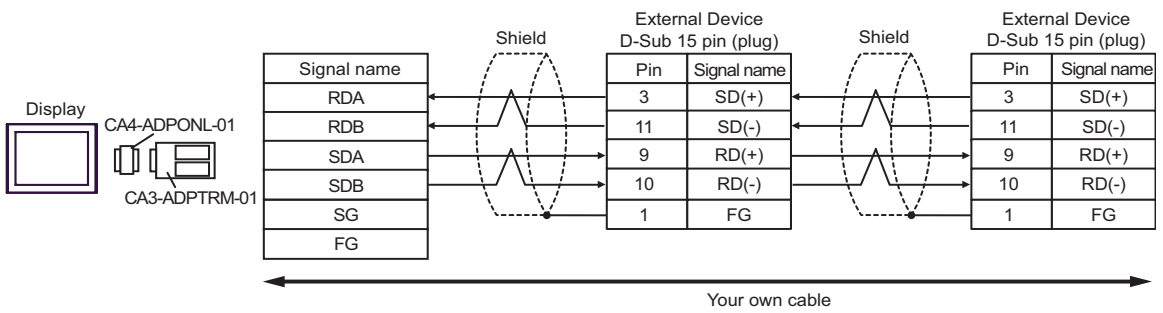 External Device
D-Sub 15 pin (plug)
External Device
D-Sub 15 pin (plug)
Shield
Shield
Signal name
Pin Signal name
Pin Signal name
RDA
3 SD(+)
3 SD(+)
RDB
11 SD(-)
11 SD(-)
SDA
9 RD(+)
9 RD(+)
SDB
10 RD(-)
10 RD(-)
SG
1 FG
1 FG
FG
Display
CA4-ADPONL-01
CA3-ADPTRM-01
Your own cable